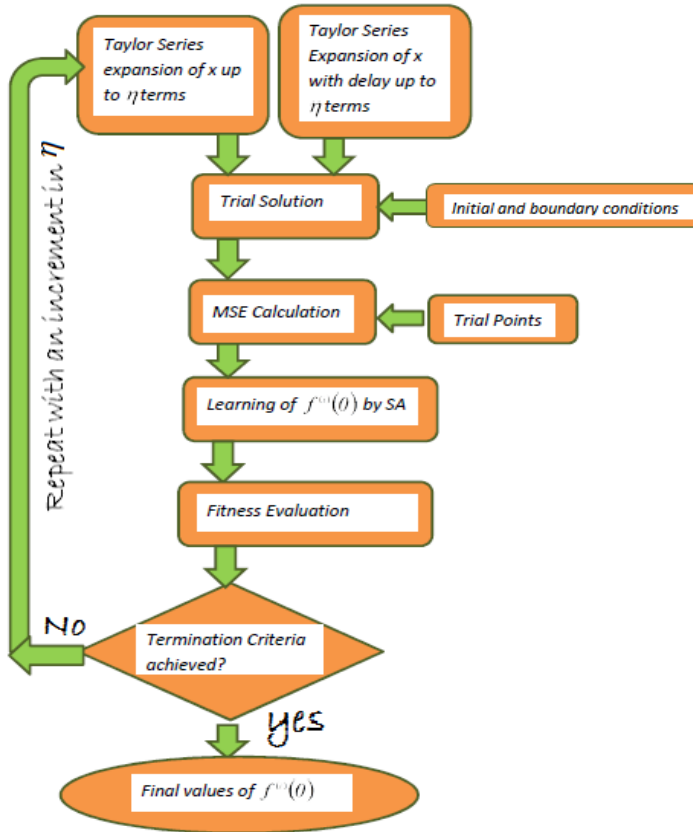 Taylor Series
expansion of x up
to η terms
Taylor Series
Expansion of x
with delay up to
η terms
Trial Solution
Initial and boundary conditions
MSE Calculation
Trial Points
Learning of f⁽ⁱ⁾(0) by SA
Fitness Evaluation
Repeat with an increment in η
No
Termination Criteria
achieved?
yes
Final values of f⁽ⁱ⁾(0)